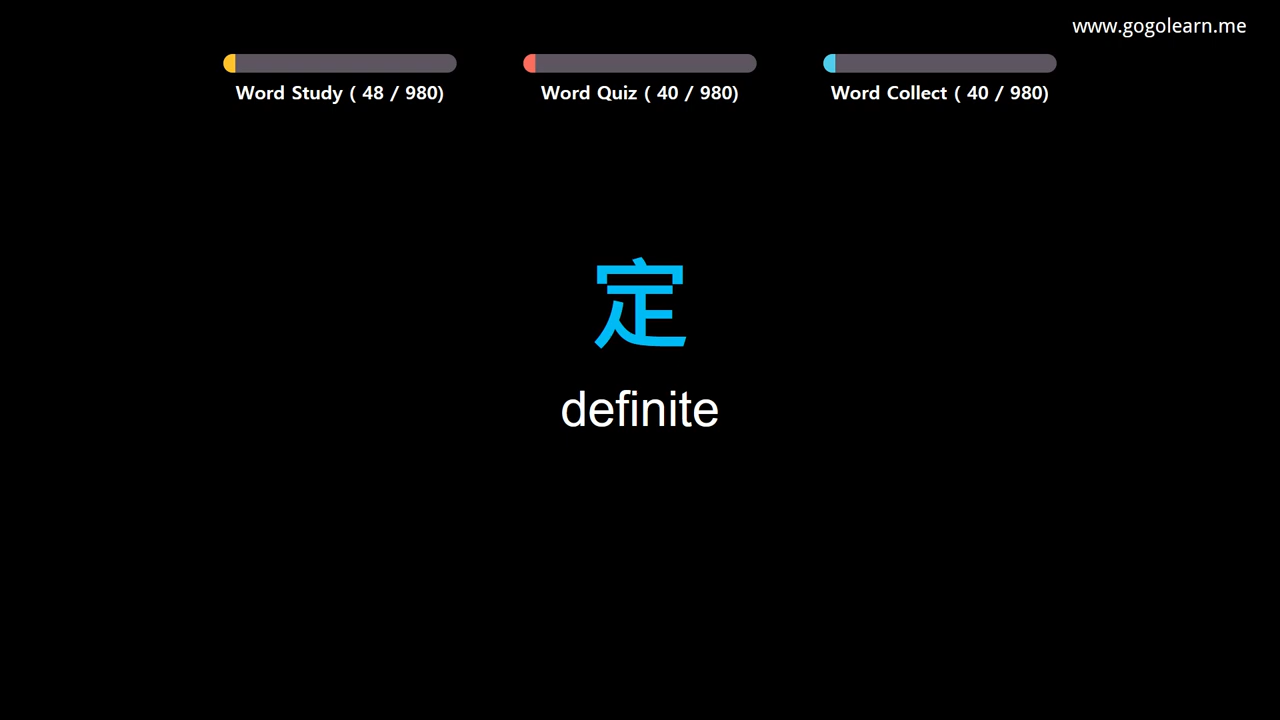 www.gogolearn.me
Word Study ( 48 / 980)
Word Quiz ( 40 / 980)
Word Collect ( 40 / 980)
定
definite